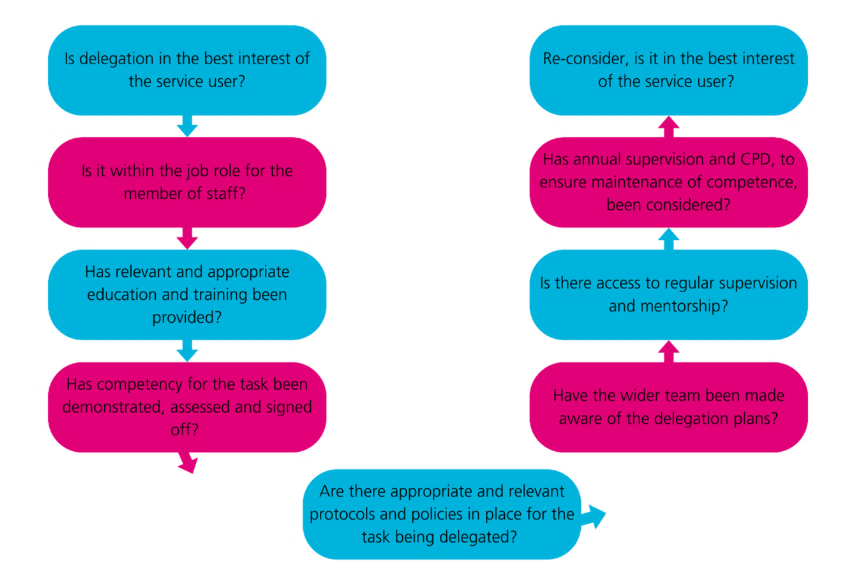 Is delegation in the best interest of
the service user?
Is it within the job role for the
member of staff?
Has relevant and appropriate
education and training been
provided?
Has competency for the task been
demonstrated, assessed and signed
off?
Are there appropriate and relevant
protocols and policies in place for the
task being delegated?
Have the wider team been made
aware of the delegation plans?
Is there access to regular supervision
and mentorship?
Has annual supervision and CPD, to
ensure maintenance of competence,
been considered?
Re-consider, is it in the best interest
of the service user?